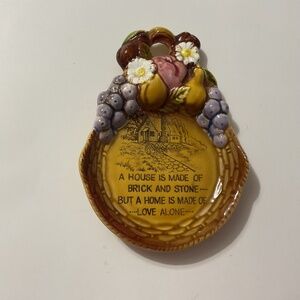 A HOUSE IS MADE OF
BRICK AND STONE--
BUT A HOME IS MADE OF
--LOVE ALONE--